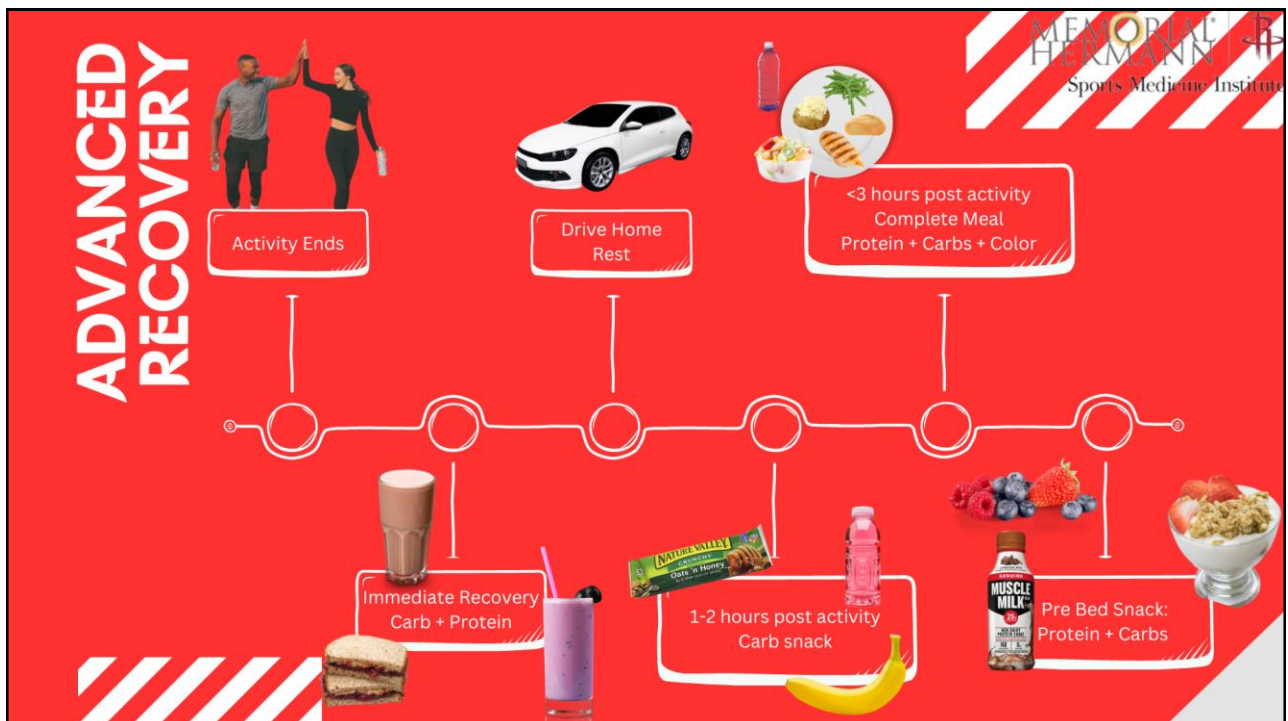 ADVANCED
RECOVERY
MEMORIAL
HERMANN
Sports Medicine Institute
Activity Ends
Drive Home
Rest
<3 hours post activity
Complete Meal
Protein + Carbs + Color
Immediate Recovery
Carb + Protein
NATURE VALLEY
CRUNCHY
Oats 'n Honey
1-2 hours post activity
Carb snack
GENUINE
MUSCLE
MILK
Pre Bed Snack:
Protein + Carbs